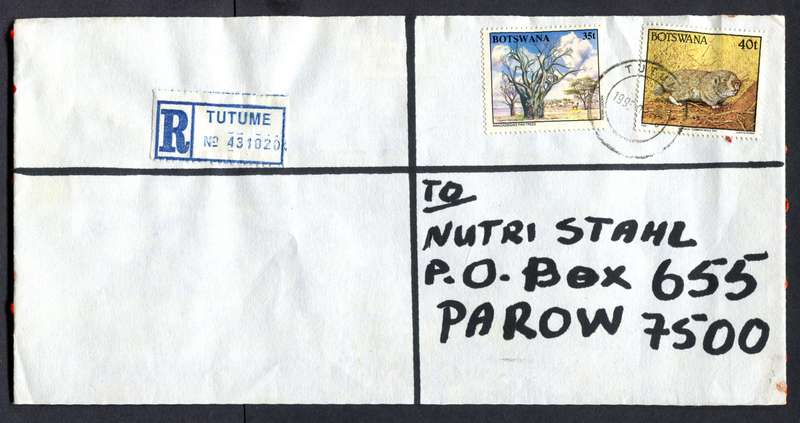 BOTSWANA 35t
BOTSWANA 40t
R TUTUME
Nº 431020
TO
NUTRI STAHL
P.O. Box 655
PAROW 7500